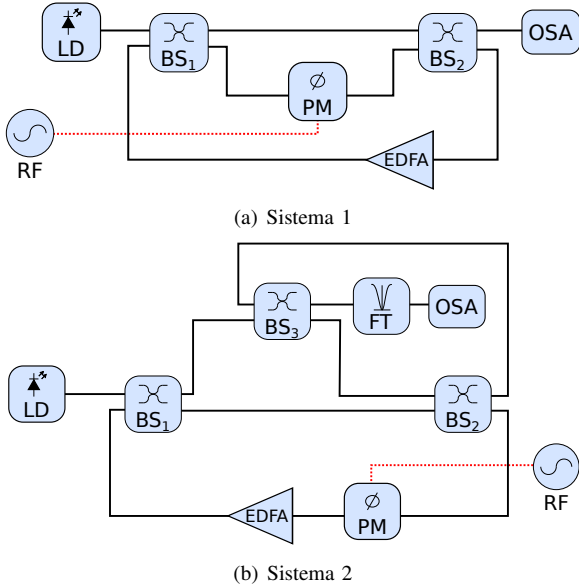 LD
BS₁
BS₂
OSA
PM
RF
EDFA
(a) Sistema 1
BS₃
FT
OSA
LD
BS₁
BS₂
EDFA
PM
RF
(b) Sistema 2